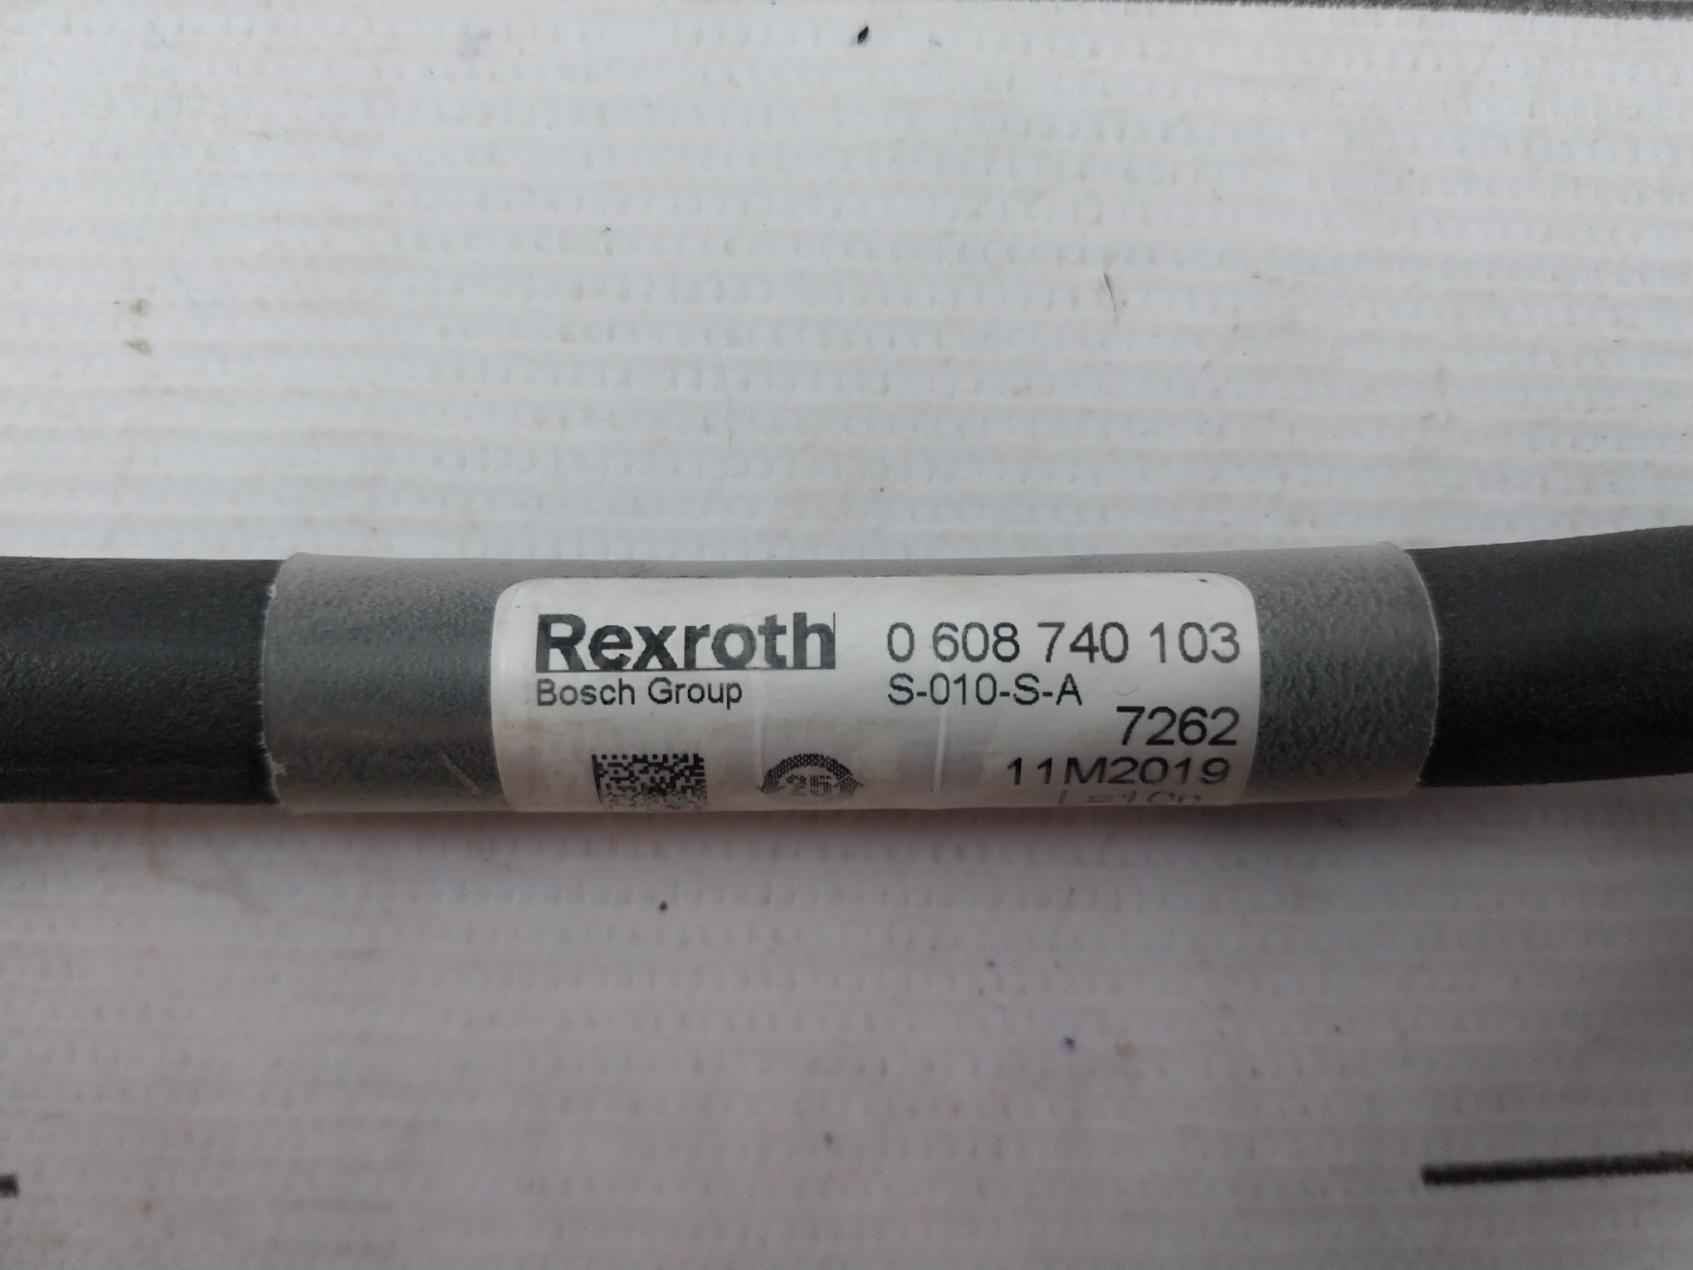 Rexroth 0 608 740 103
Bosch Group S-010-S-A
7262
25 11M2019